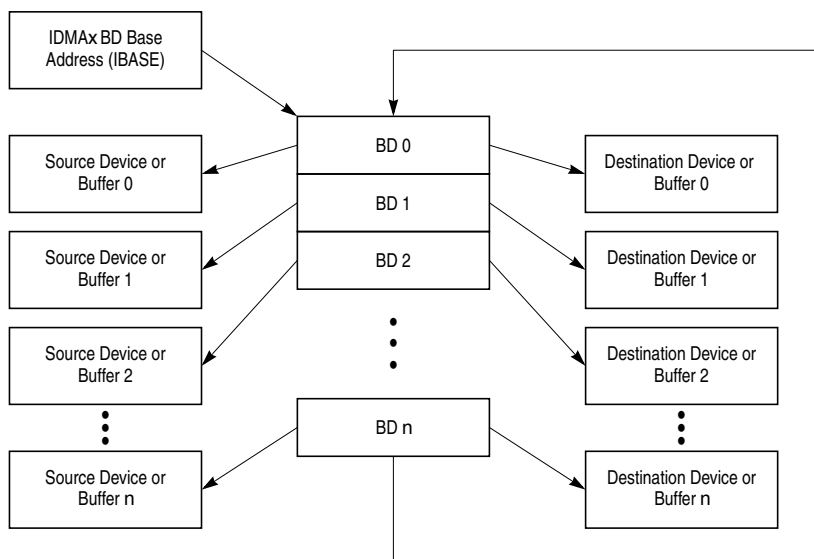 IDMAx BD Base
Address (IBASE)
BD 0
Source Device or
Buffer 0
Destination Device or
Buffer 0
BD 1
Source Device or
Buffer 1
Destination Device or
Buffer 1
BD 2
Source Device or
Buffer 2
Destination Device or
Buffer 2
BD n
Source Device or
Buffer n
Destination Device or
Buffer n